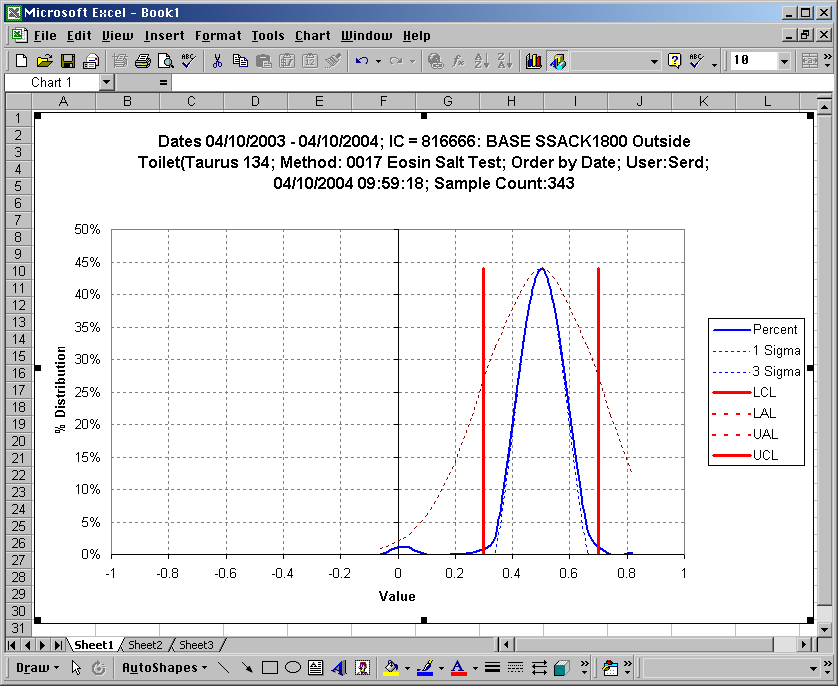 Microsoft Excel - Book1
File Edit View Insert Format Tools Chart Window Help
10
Chart 1 =
A B C D E F G H I J K L
1
2
3
4
5
6
7
8
9
10
11
12
13
14
15
16
17
18
19
20
21
22
23
24
25
26
27
28
29
30
31
Dates 04/10/2003 - 04/10/2004; IC = 816666: BASE SSACK1800 Outside
Toilet(Taurus 134; Method: 0017 Eosin Salt Test; Order by Date; User:Serd;
04/10/2004 09:59:18; Sample Count:343
50%
45%
40%
35%
30%
25%
20%
15%
10%
5%
0%
% Distribution
-1 -0.8 -0.6 -0.4 -0.2 0 0.2 0.4 0.6 0.8 1
Value
Percent
1 Sigma
3 Sigma
LCL
LAL
UAL
UCL
Sheet1 Sheet2 Sheet3
Draw AutoShapes